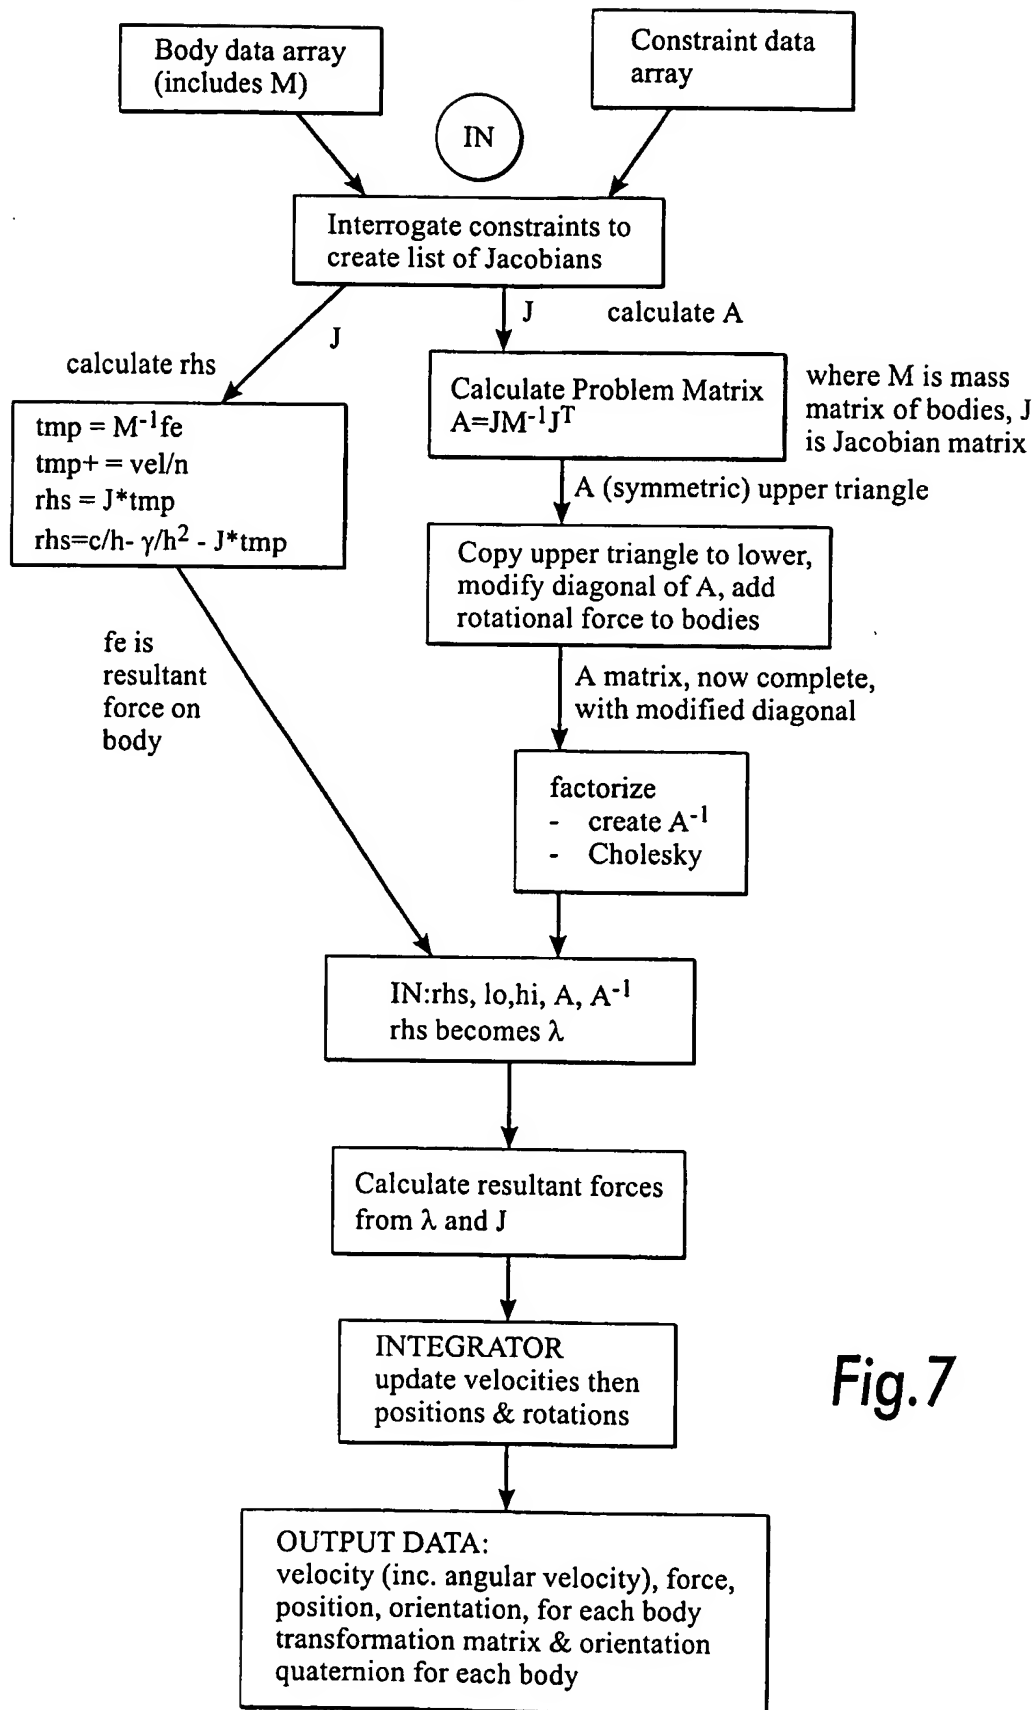 Body data array
(includes M)
Constraint data
array
IN
Interrogate constraints to
create list of Jacobians
J
J
calculate A
calculate rhs
tmp = M⁻¹fe
tmp+ = vel/n
rhs = J*tmp
rhs=c/h- γ/h² - J*tmp
Calculate Problem Matrix
A=JM⁻¹Jᵀ
where M is mass
matrix of bodies, J
is Jacobian matrix
A (symmetric) upper triangle
Copy upper triangle to lower,
modify diagonal of A, add
rotational force to bodies
fe is
resultant
force on
body
A matrix, now complete,
with modified diagonal
factorize
- create A⁻¹
- Cholesky
IN:rhs, lo,hi, A, A⁻¹
rhs becomes λ
Calculate resultant forces
from λ and J
INTEGRATOR
update velocities then
positions & rotations
Fig.7
OUTPUT DATA:
velocity (inc. angular velocity), force,
position, orientation, for each body
transformation matrix & orientation
quaternion for each body